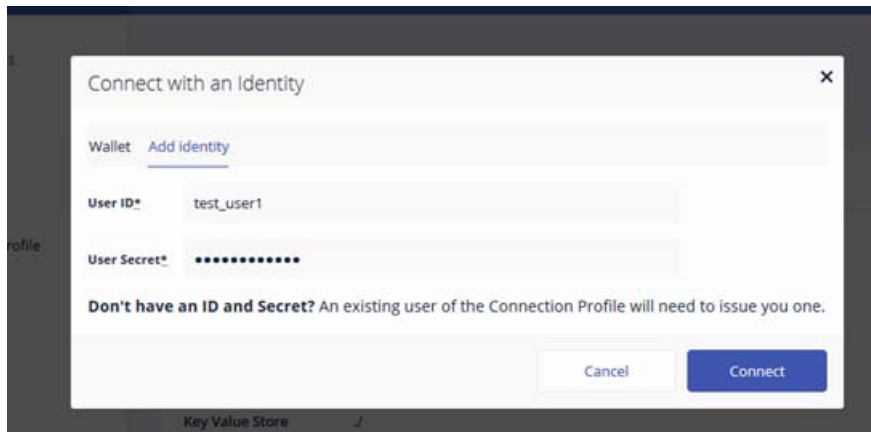 Connect with an Identity
×
Wallet Add identity
User ID* test_user1
User Secret* ••••••••••••
Don't have an ID and Secret? An existing user of the Connection Profile will need to issue you one.
Cancel Connect
Key Value Store ./